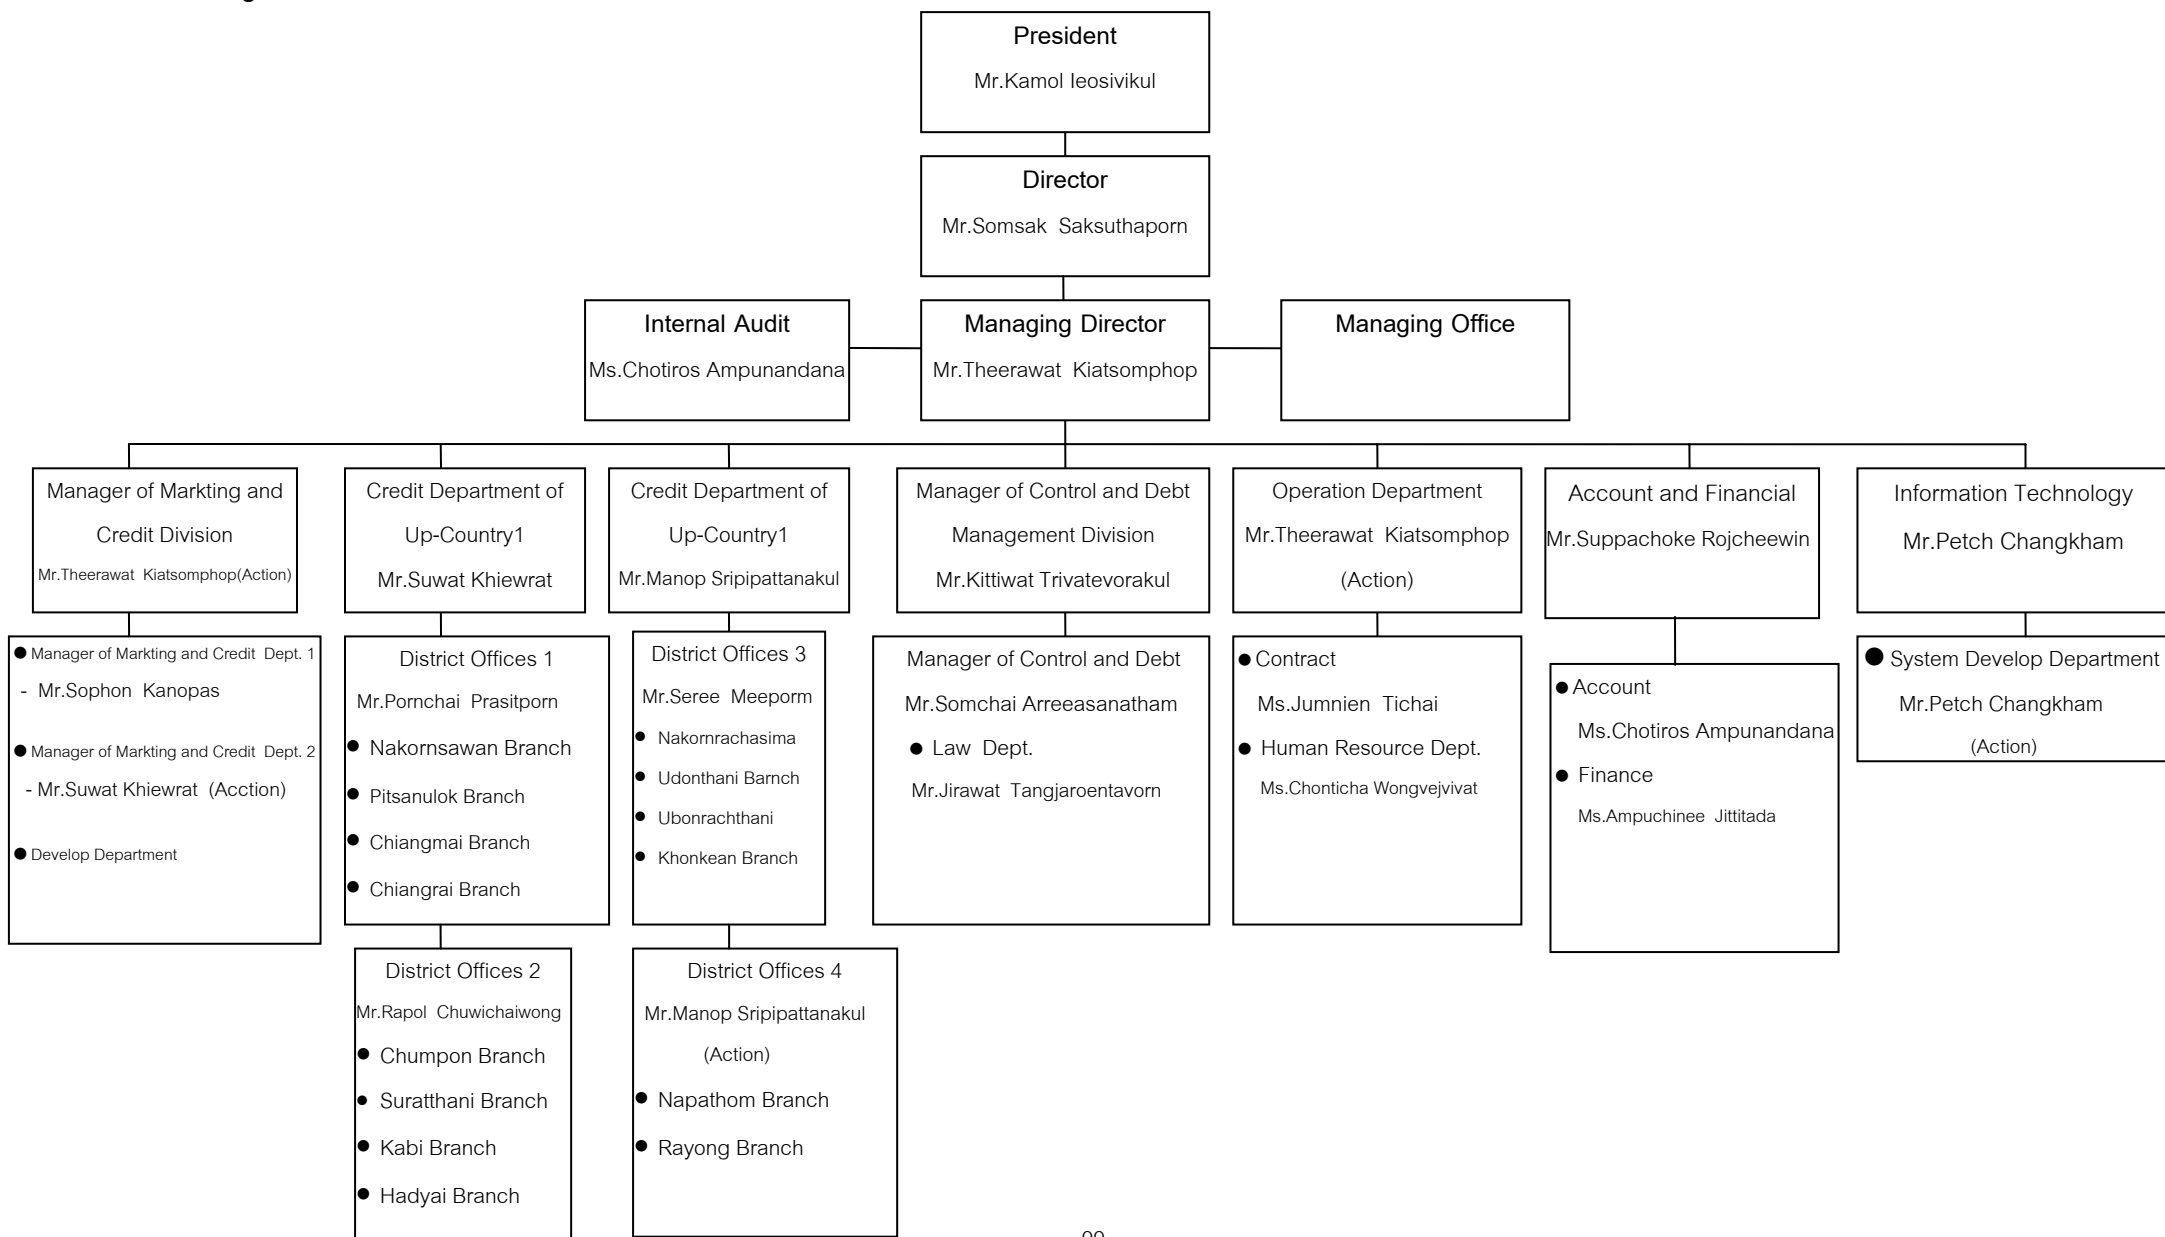 President
Mr.Kamol Ieosivikul
Director
Mr.Somsak Saksuthaporn
Internal Audit
Ms.Chotiros Ampunandana
Managing Director
Mr.Theerawat Kiatsomphop
Managing Office
Manager of Markting and
Credit Division
Mr.Theerawat Kiatsomphop(Action)
Credit Department of
Up-Country1
Mr.Suwat Khiewrat
Credit Department of
Up-Country1
Mr.Manop Sripipattanakul
Manager of Control and Debt
Management Division
Mr.Kittiwat Trivatevorakul
Operation Department
Mr.Theerawat Kiatsomphop
(Action)
Account and Financial
Mr.Suppachoke Rojcheewin
Information Technology
Mr.Petch Changkham
● Manager of Markting and Credit Dept. 1
- Mr.Sophon Kanopas
● Manager of Markting and Credit Dept. 2
- Mr.Suwat Khiewrat (Acction)
● Develop Department
District Offices 1
Mr.Pornchai Prasitporn
● Nakornsawan Branch
● Pitsanulok Branch
● Chiangmai Branch
● Chiangrai Branch
District Offices 3
Mr.Seree Meeporm
● Nakornrachasima
● Udonthani Barnch
● Ubonrachthani
● Khonkean Branch
Manager of Control and Debt
Mr.Somchai Arreeasanatham
● Law Dept.
Mr.Jirawat Tangjaroentavorn
● Contract
Ms.Jumnien Tichai
● Human Resource Dept.
Ms.Chonticha Wongvejvivat
● Account
Ms.Chotiros Ampunandana
● Finance
Ms.Ampuchinee Jittitada
● System Develop Department
Mr.Petch Changkham
(Action)
District Offices 2
Mr.Rapol Chuwichaiwong
● Chumpon Branch
● Suratthani Branch
● Kabi Branch
● Hadyai Branch
District Offices 4
Mr.Manop Sripipattanakul
(Action)
● Napathom Branch
● Rayong Branch